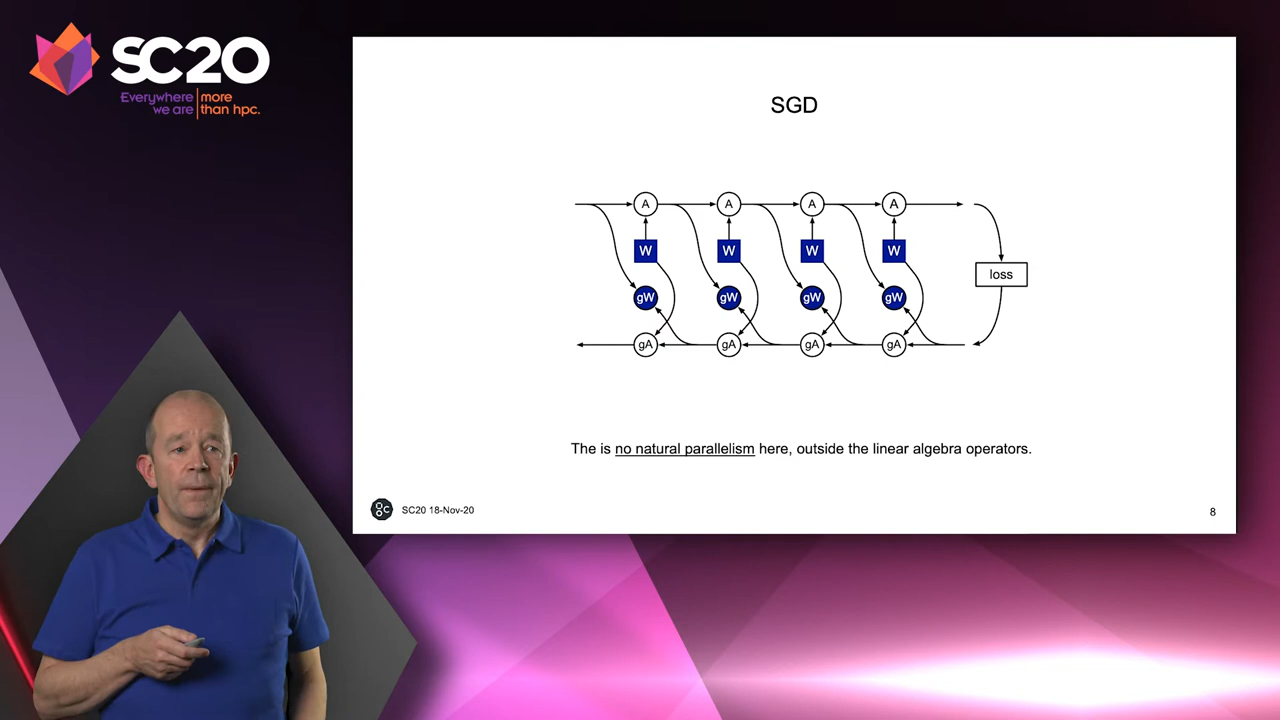 SC20
Everywhere more
we are than hpc.
SGD
A A A A
W W W W
loss
gW gW gW gW
gA gA gA gA
The is no natural parallelism here, outside the linear algebra operators.
OC
O
SC20 18-Nov-20
8